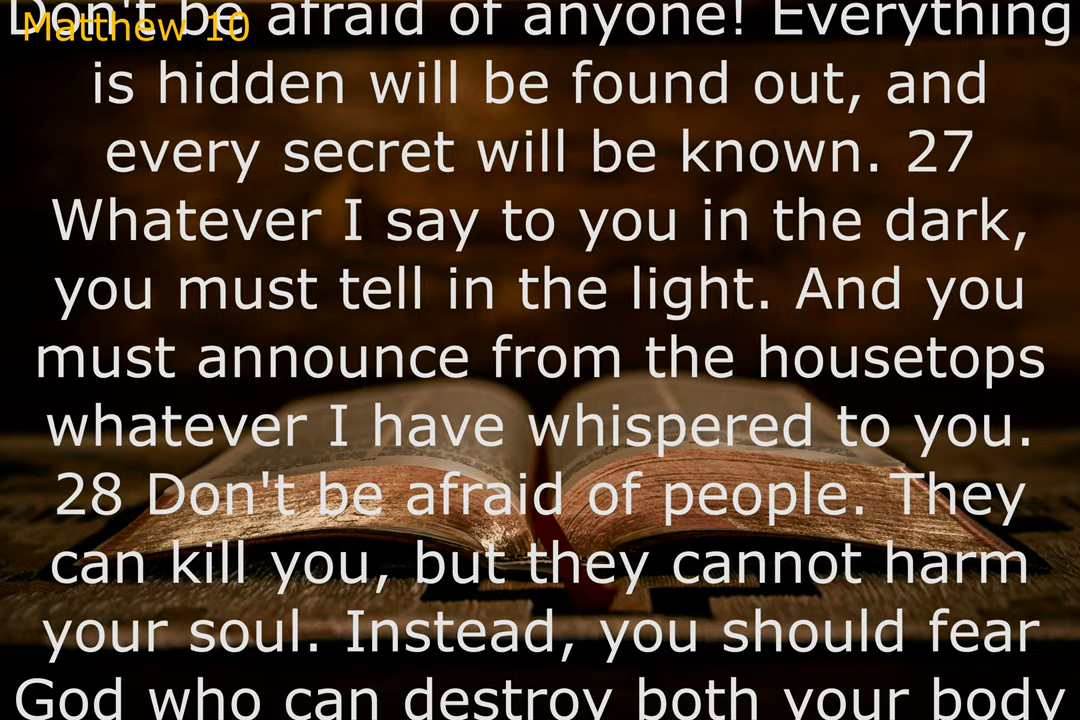 Matthew 10
Don't be afraid of anyone! Everything
is hidden will be found out, and
every secret will be known. 27
Whatever I say to you in the dark,
you must tell in the light. And you
must announce from the housetops
whatever I have whispered to you.
28 Don't be afraid of people. They
can kill you, but they cannot harm
your soul. Instead, you should fear
God who can destroy both your body